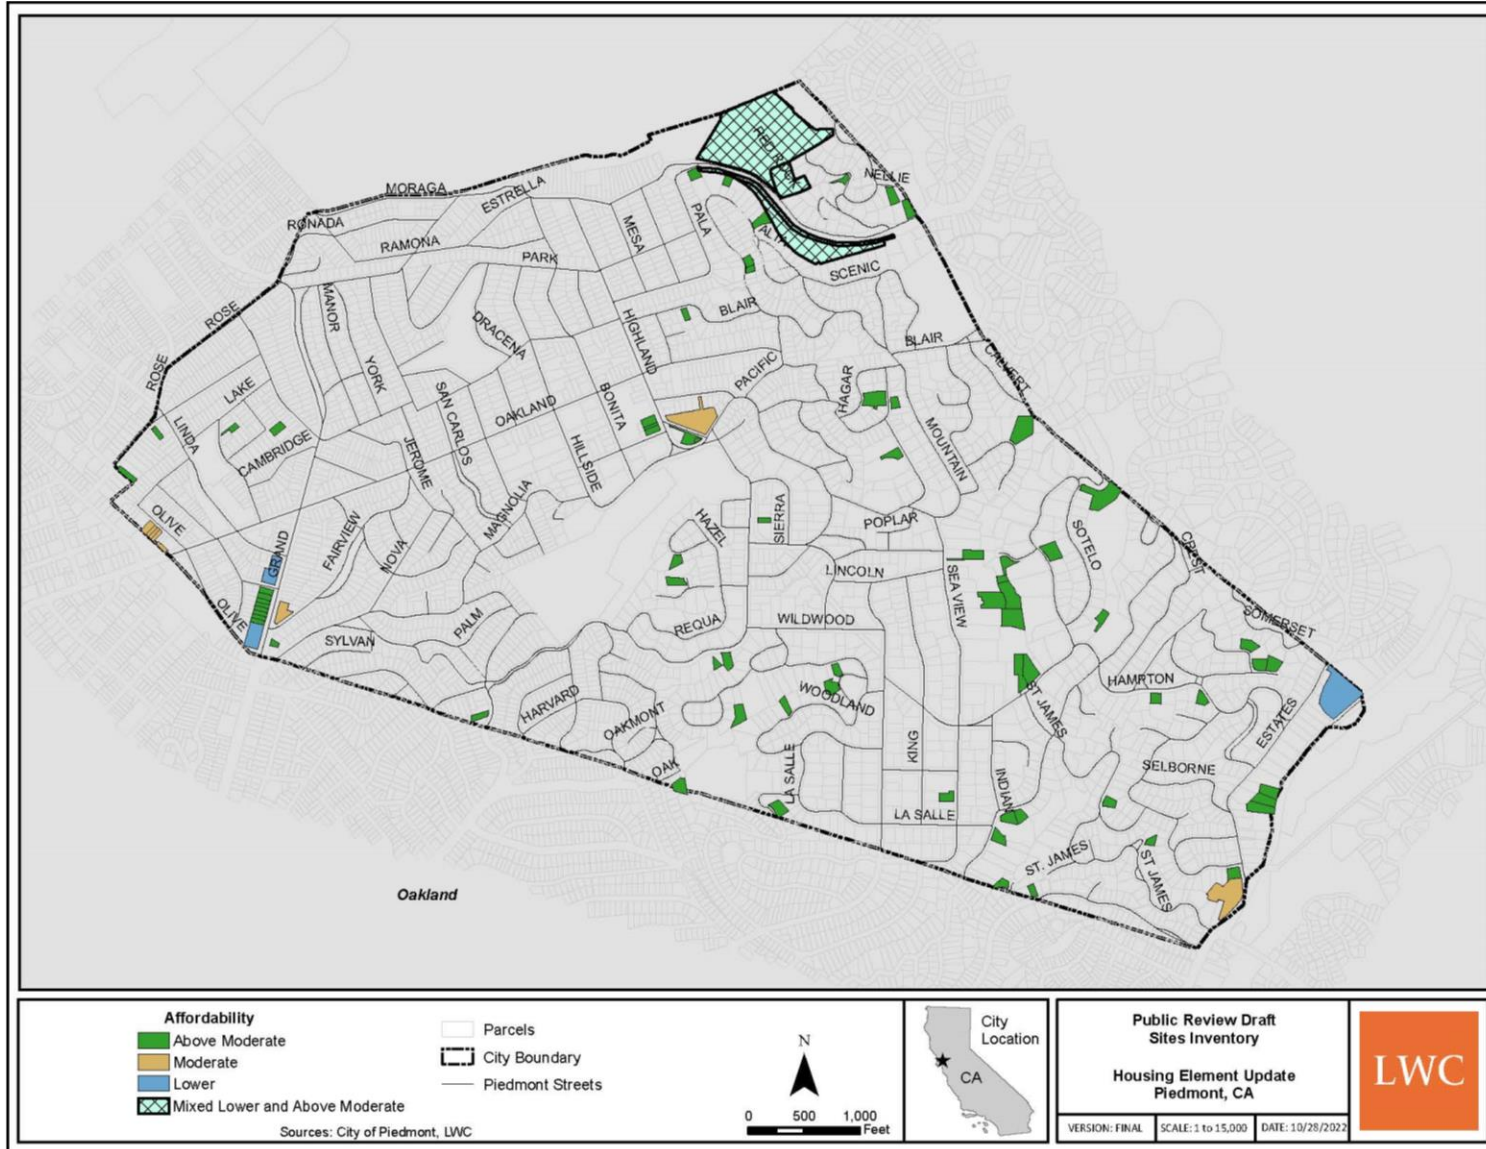 RED ROCK
NELLIE
MORAGA
ESTRELLA
RONADA
RAMONA
MESA
PALA
ALTA
PARK
SCENIC
ROSE
MANOR
BLAIR
DRACENA
HIGHLAND
BLAIR
CALVERT
ROSE
YORK
PACIFIC
LAKE
SAN CARLOS
OAKLAND
BONITA
HAGAR
LINDA
CAMBRIDGE
JEROME
HILLSIDE
MOUNTAIN
MAGNOLIA
OLIVE
GRAND
FAIRVIEW
NOVA
HAZEL
SIERRA
POPLAR
SOTELO
CREST
LINCOLN
SEA VIEW
OLIVE
SYLVAN
PALM
REQUA
WILDWOOD
SOMERSET
HARVARD
OAKMONT
WOODLAND
ST JAMES
HAMPTON
ESTATES
OAK
LA SALLE
KING
INDIAN
SELBORNE
LA SALLE
ST. JAMES
ST JAMES
Oakland
Affordability
Above Moderate
Moderate
Lower
Mixed Lower and Above Moderate
Parcels
City Boundary
Piedmont Streets
Sources: City of Piedmont, LWC
N
0 500 1,000
Feet
City
Location
CA
Public Review Draft
Sites Inventory
Housing Element Update
Piedmont, CA
VERSION: FINAL
SCALE: 1 to 15,000
DATE: 10/28/2022
LWC